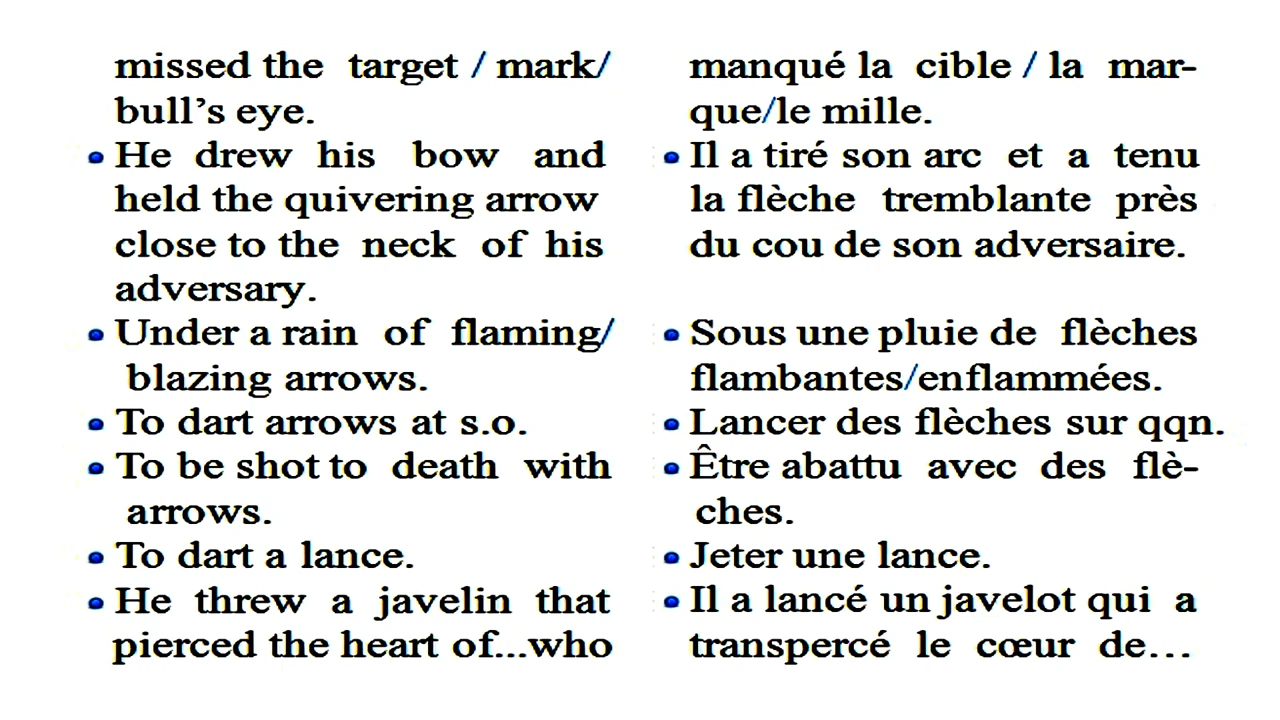 missed the target / mark/
bull's eye.
• He drew his bow and
held the quivering arrow
close to the neck of his
adversary.
• Under a rain of flaming/
blazing arrows.
• To dart arrows at s.o.
• To be shot to death with
arrows.
• To dart a lance.
• He threw a javelin that
pierced the heart of...who
manqué la cible / la mar-
que/le mille.
• Il a tiré son arc et a tenu
la flèche tremblante près
du cou de son adversaire.
• Sous une pluie de flèches
flambantes/enflammées.
• Lancer des flèches sur qqn.
• Être abattu avec des flè-
ches.
• Jeter une lance.
• Il a lancé un javelot qui a
transpercé le cœur de...